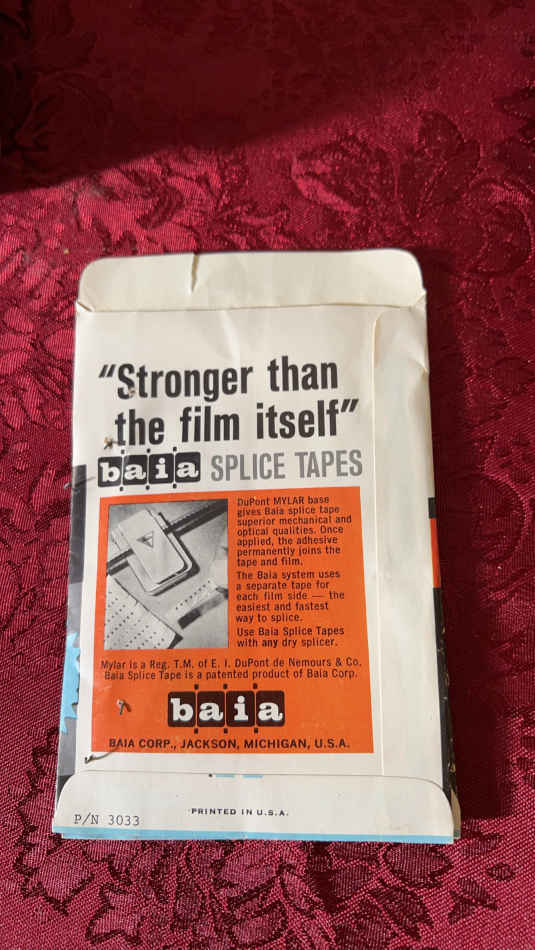 "Stronger than
the film itself"
baia SPLICE TAPES
DuPont MYLAR base
gives Baia splice tape
superior mechanical and
optical qualities. Once
applied, the adhesive
permanently joins the
tape and film.
The Baia system uses
a separate tape for
each film side — the
easiest and fastest
way to splice.
Use Baia Splice Tapes
with any dry splicer.
Mylar is a Reg. T.M. of E. I. DuPont de Nemours & Co.
Baia Splice Tape is a patented product of Baia Corp.
baia
BAIA CORP., JACKSON, MICHIGAN, U.S.A.
P/N 3033
PRINTED IN U.S.A.